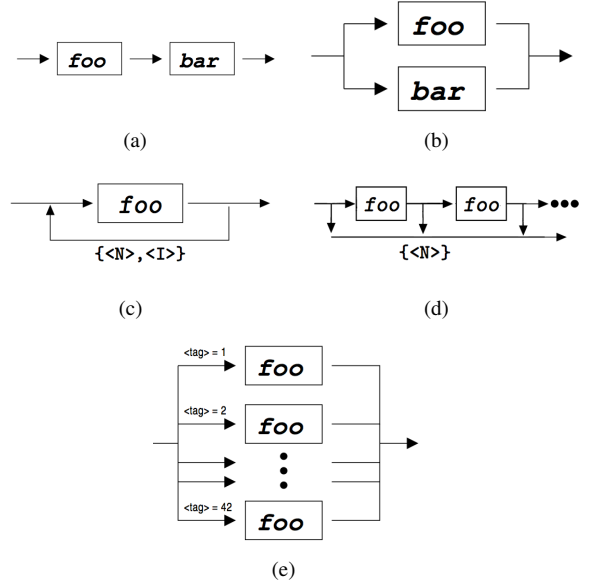 foo bar
foo
bar
(a) (b)
foo
{<N>,<I>}
foo foo
{<N>}
(c) (d)
<tag> = 1
foo
<tag> = 2
foo
<tag> = 42
foo
(e)